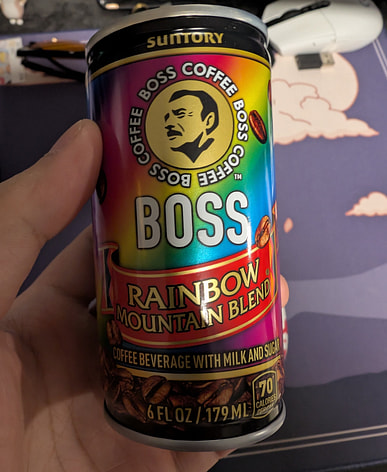 SUNTORY
BOSS COFFEE BOSS COFFEE BOSS COFFEE
TM
BOSS
RAINBOW
MOUNTAIN BLEND
COFFEE BEVERAGE WITH MILK AND SUGAR
70
CALORIES
6 FL OZ / 179 ML